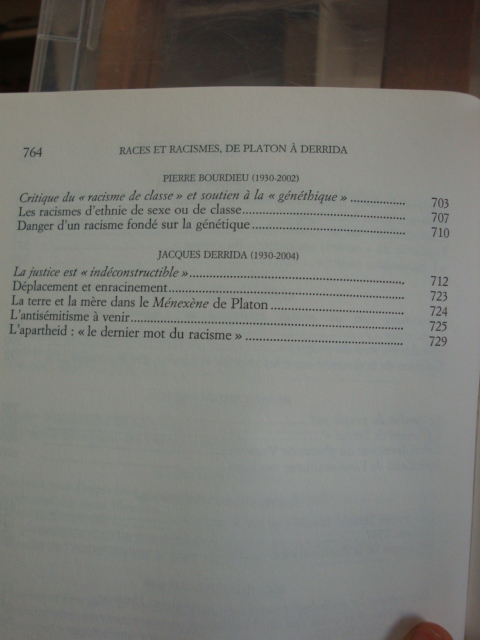 764 RACES ET RACISMES, DE PLATON À DERRIDA
PIERRE BOURDIEU (1930-2002)
Critique du « racisme de classe » et soutien à la « généthique » .............. 703
Les racismes d'ethnie de sexe ou de classe.......................................... 707
Danger d'un racisme fondé sur la génétique........................................ 710
JACQUES DERRIDA (1930-2004)
La justice est « indéconstructible »...................................................... 712
Déplacement et enracinement............................................................ 723
La terre et la mère dans le Ménexène de Platon .................................. 724
L'antisémitisme à venir...................................................................... 725
L'apartheid : « le dernier mot du racisme » ........................................ 729